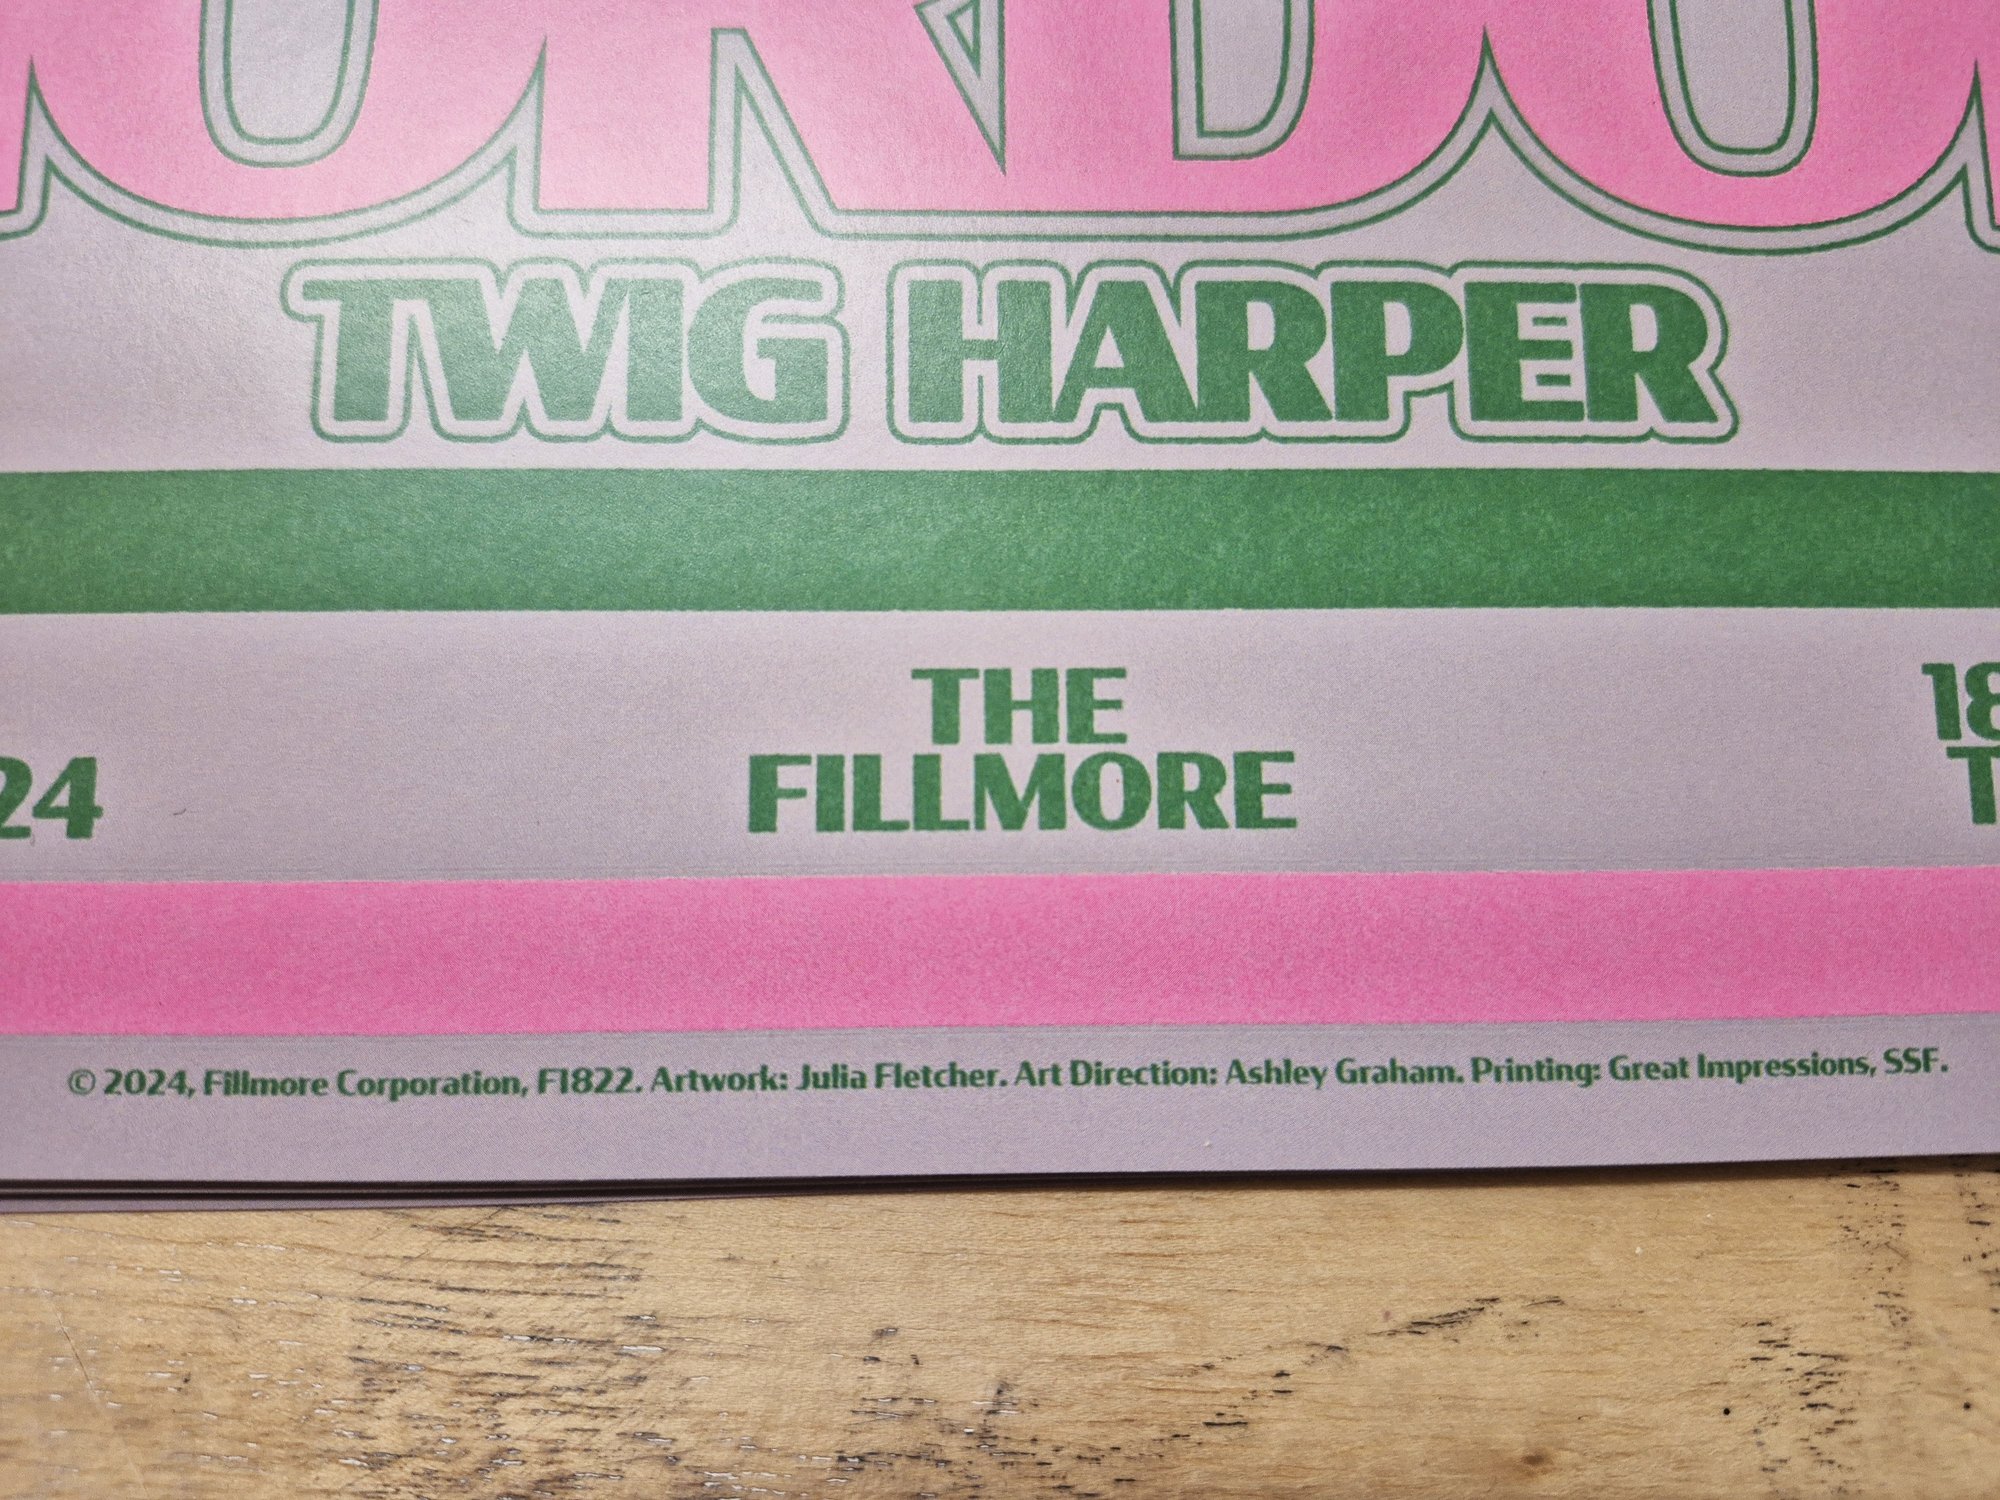 TWIG HARPER
THE
FILLMORE
24
18
© 2024, Fillmore Corporation, F1822. Artwork: Julia Fletcher. Art Direction: Ashley Graham. Printing: Great Impressions, SSF.